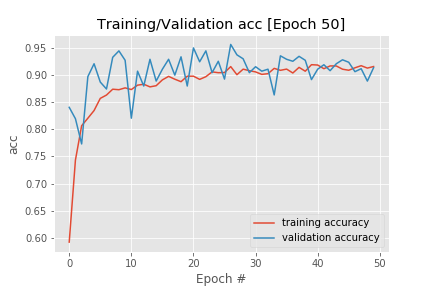 Training/Validation acc [Epoch 50]
0.95
0.90
0.85
0.80
0.75
0.70
0.65
0.60
acc
training accuracy
validation accuracy
0 10 20 30 40 50
Epoch #